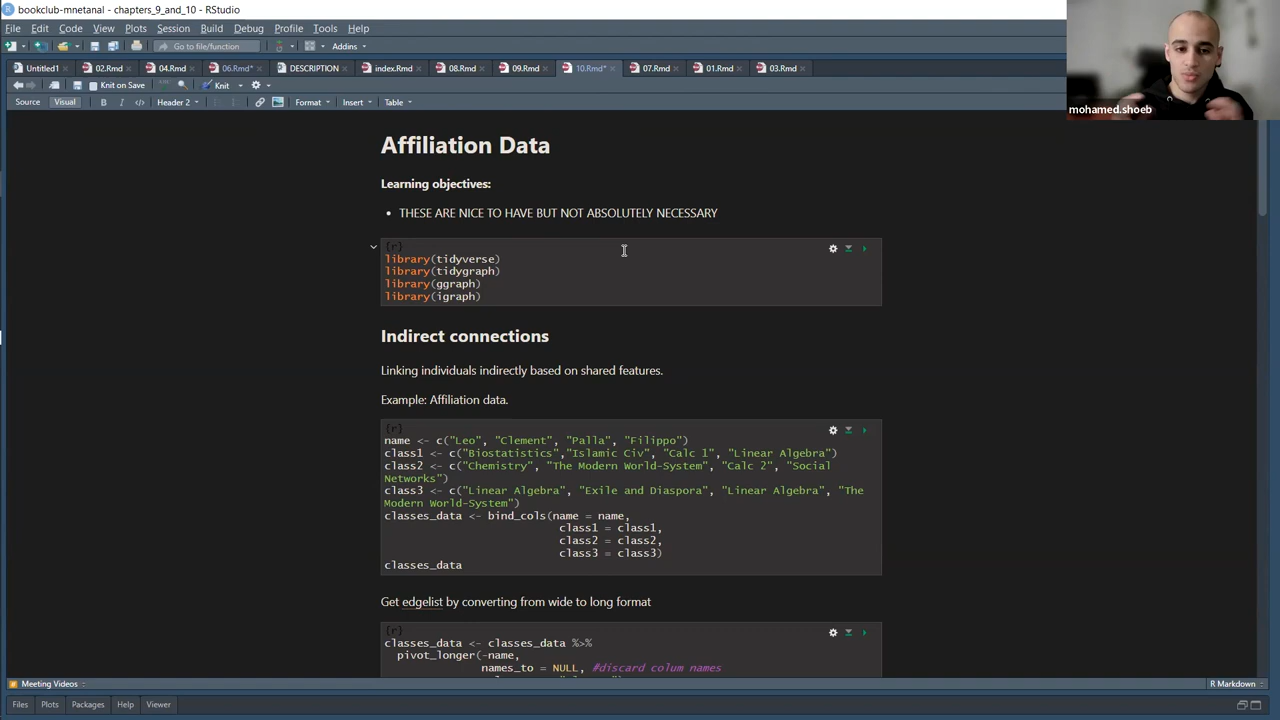 bookclub-mnetanal - chapters_9_and_10 - RStudio
File Edit Code View Plots Session Build Debug Profile Tools Help
Go to file/function Addins
Untitled1 02.Rmd 04.Rmd 06.Rmd* DESCRIPTION index.Rmd 08.Rmd 09.Rmd 10.Rmd* 07.Rmd 01.Rmd 03.Rmd
Knit on Save Knit
Source Visual B I </> Header 2 Format Insert Table
mohamed.shoeb
Affiliation Data
Learning objectives:
• THESE ARE NICE TO HAVE BUT NOT ABSOLUTELY NECESSARY
{r}
library(tidyverse)
library(tidygraph)
library(ggraph)
library(igraph)
Indirect connections
Linking individuals indirectly based on shared features.
Example: Affiliation data.
{r}
name <- c("Leo", "Clement", "Palla", "Filippo")
class1 <- c("Biostatistics","Islamic Civ", "Calc 1", "Linear Algebra")
class2 <- c("Chemistry", "The Modern World-System", "Calc 2", "Social
Networks")
class3 <- c("Linear Algebra", "Exile and Diaspora", "Linear Algebra", "The
Modern World-System")
classes_data <- bind_cols(name = name,
class1 = class1,
class2 = class2,
class3 = class3)
classes_data
Get edgelist by converting from wide to long format
{r}
classes_data <- classes_data %>%
pivot_longer(-name,
names_to = NULL, #discard colum names
Meeting Videos R Markdown
Files Plots Packages Help Viewer